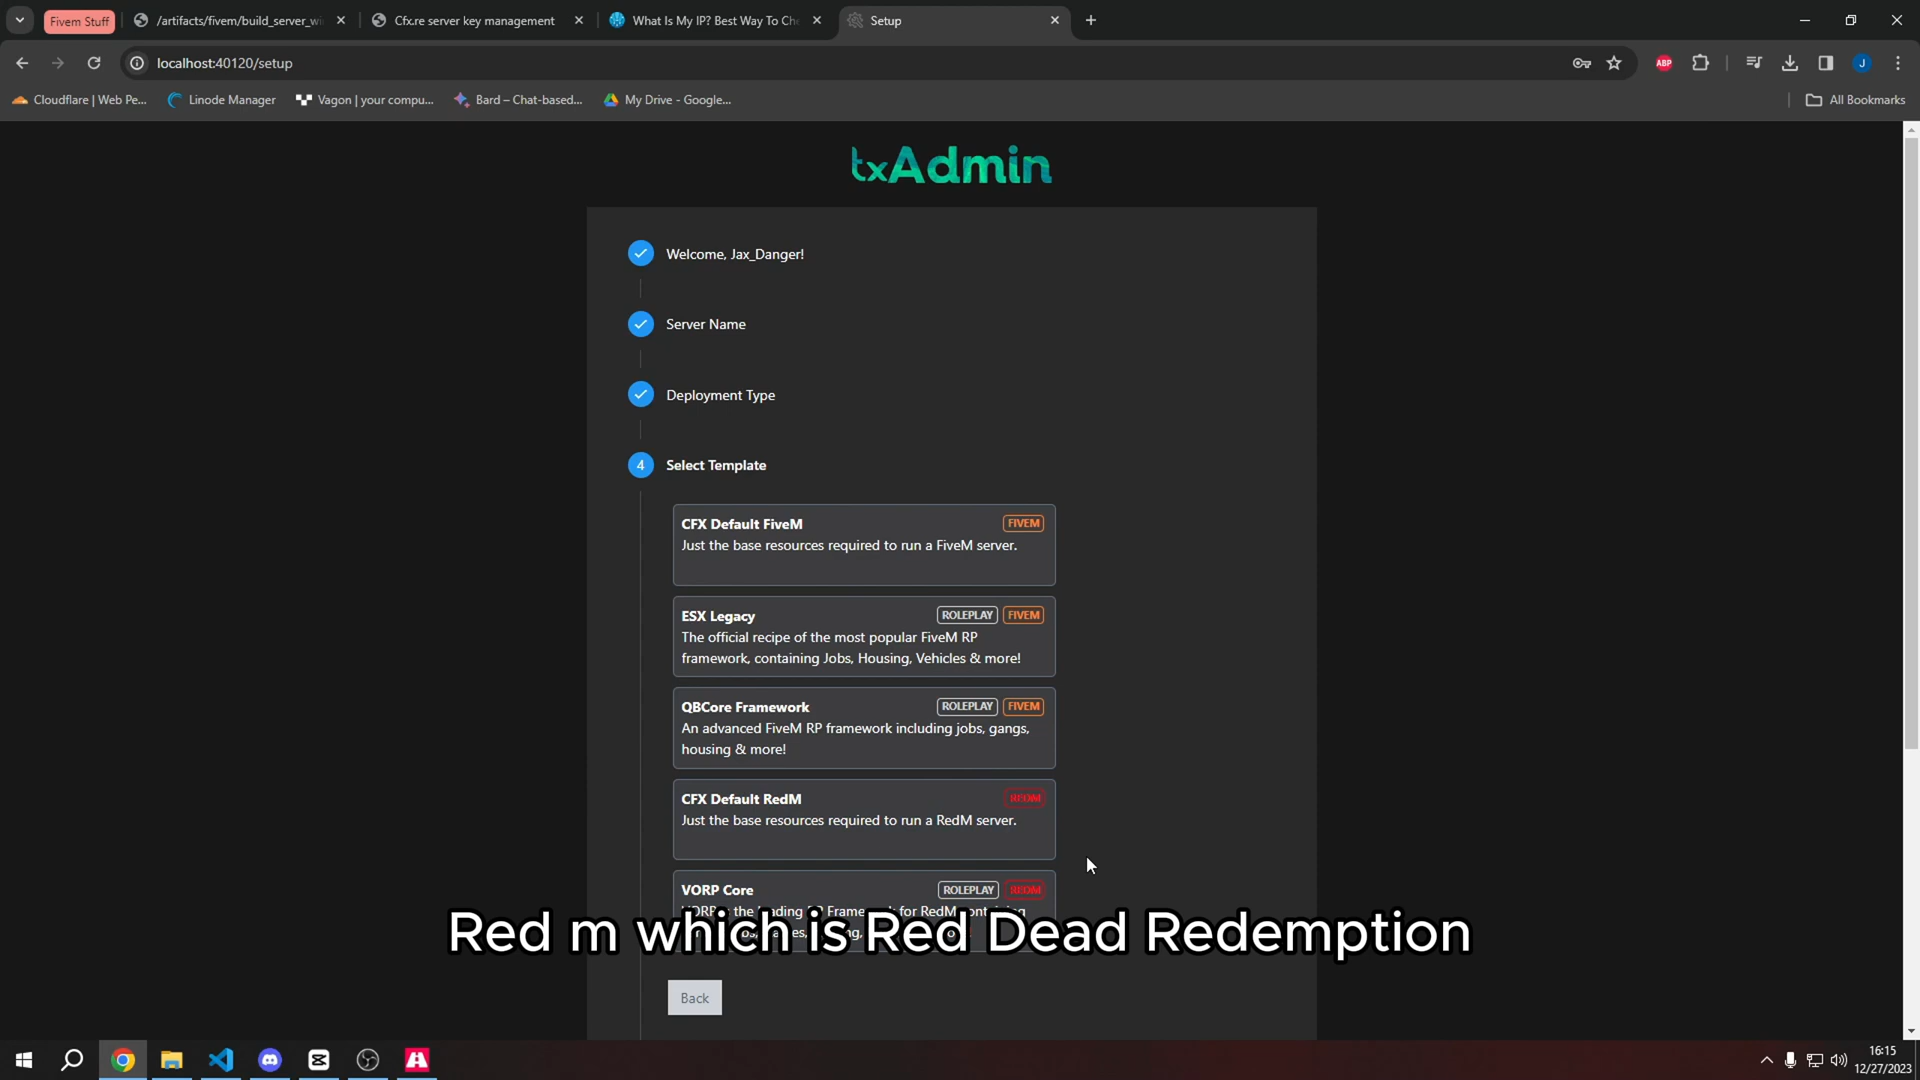 Fivem Stuff
/artifacts/fivem/build_server_wi
Cfx.re server key management
What Is My IP? Best Way To Che
Setup
localhost:40120/setup
ABP
J
Cloudflare | Web Pe...
Linode Manager
Vagon | your compu...
Bard – Chat-based...
My Drive - Google...
All Bookmarks
txAdmin
Welcome, Jax_Danger!
Server Name
Deployment Type
4 Select Template
CFX Default FiveM FIVEM
Just the base resources required to run a FiveM server.
ESX Legacy ROLEPLAY FIVEM
The official recipe of the most popular FiveM RP
framework, containing Jobs, Housing, Vehicles & more!
QBCore Framework ROLEPLAY FIVEM
An advanced FiveM RP framework including jobs, gangs,
housing & more!
CFX Default RedM REDM
Just the base resources required to run a RedM server.
VORP Core ROLEPLAY REDM
for RedM
Red m which is Red Dead Redemption
Back
16:15
12/27/2023